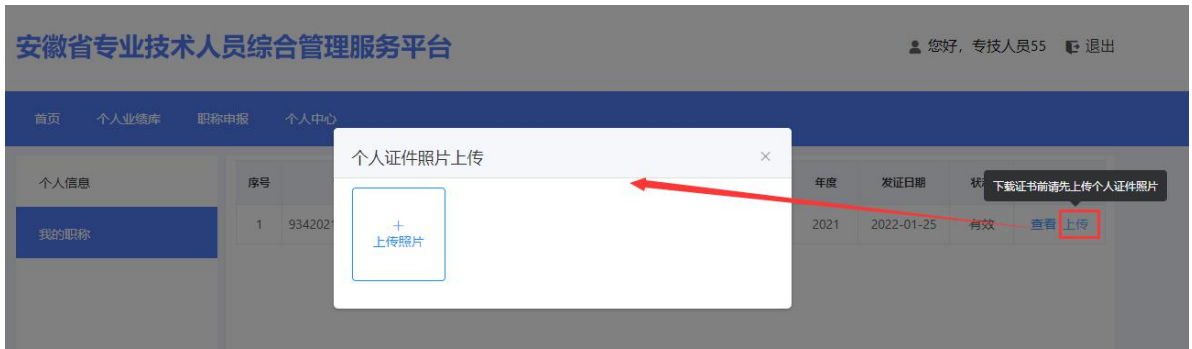 安徽省专业技术人员综合管理服务平台
您好，专技人员55 退出
首页 个人业绩库 职称申报 个人中心
个人证件照片上传
个人信息
序号 年度 发证日期
下载证书前请先上传个人证件照片
我的职称
1 9342021 2021 2022-01-25 有效 查看 上传
上传照片